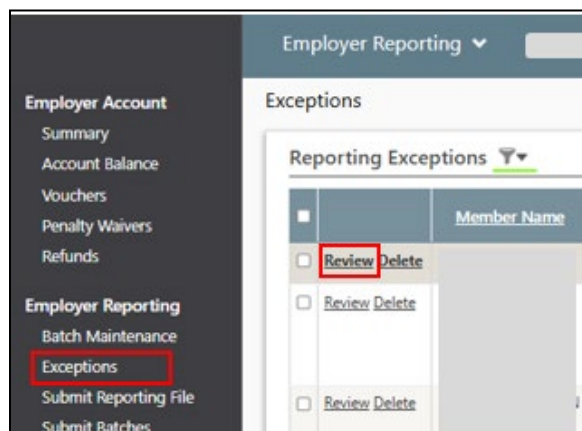 Employer Reporting
Employer Account
Summary
Account Balance
Vouchers
Penalty Waivers
Refunds
Employer Reporting
Batch Maintenance
Exceptions
Submit Reporting File
Submit Batches
Exceptions
Reporting Exceptions
Member Name
Review Delete
Review Delete
Review Delete